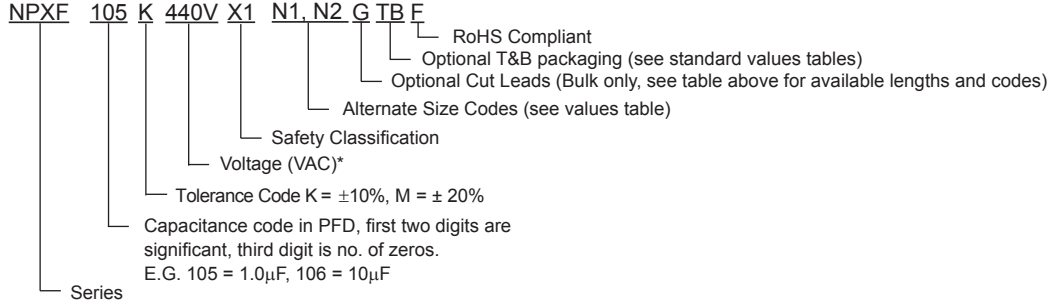 NPXF 105 K 440V X1 N1, N2 G TB F
RoHS Compliant
Optional T&B packaging (see standard values tables)
Optional Cut Leads (Bulk only, see table above for available lengths and codes)
Alternate Size Codes (see values table)
Safety Classification
Voltage (VAC)*
Tolerance Code K = ±10%, M = ± 20%
Capacitance code in PFD, first two digits are
significant, third digit is no. of zeros.
E.G. 105 = 1.0μF, 106 = 10μF
Series